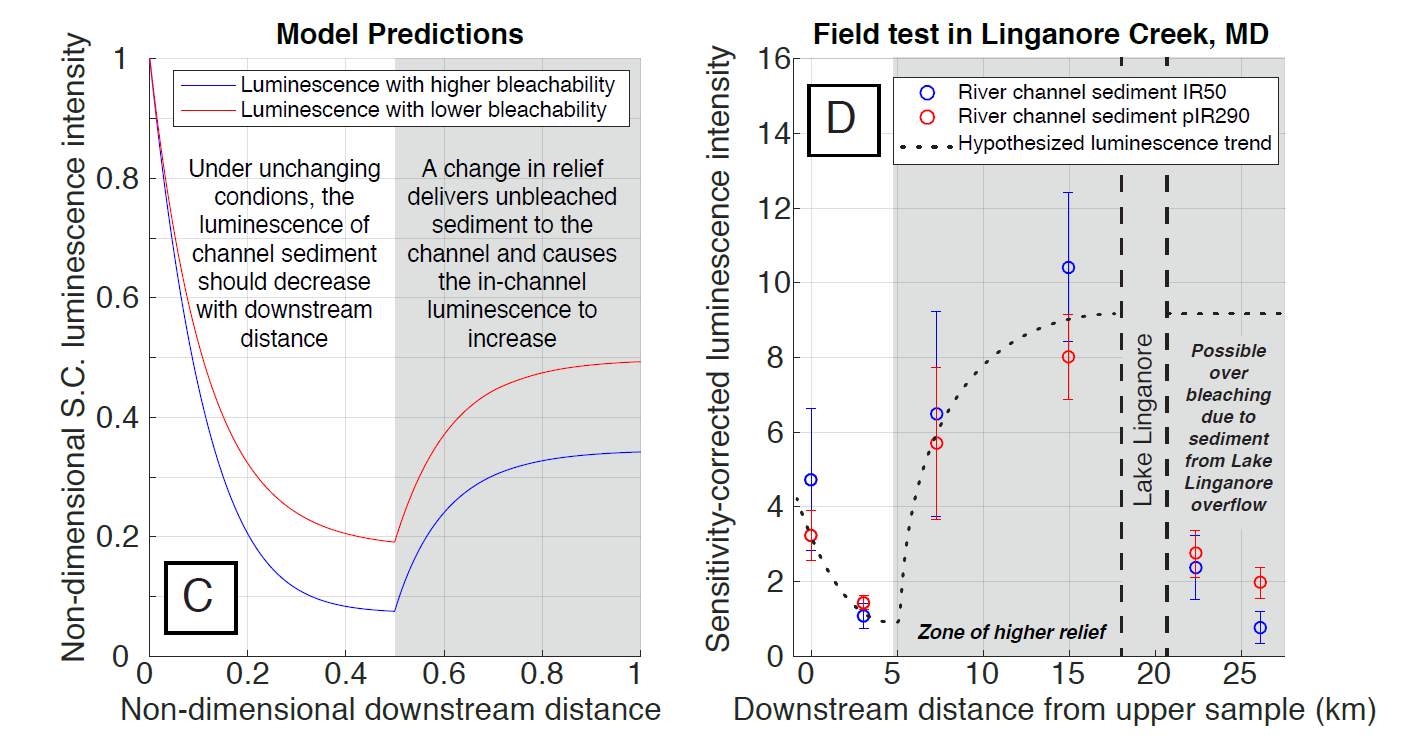 Model Predictions
Non-dimensional S.C. luminescence intensity
1
0.8
0.6
0.4
0.2
0
Luminescence with higher bleachability
Luminescence with lower bleachability
Under unchanging
condions, the
luminescence of
channel sediment
should decrease
with downstream
distance
A change in relief
delivers unbleached
sediment to the
channel and causes
the in-channel
luminescence to
increase
C
0 0.2 0.4 0.6 0.8 1
Non-dimensional downstream distance
Field test in Linganore Creek, MD
Sensitivity-corrected luminescence intensity
16
14
12
10
8
6
4
2
0
D
River channel sediment IR50
River channel sediment pIR290
Hypothesized luminescence trend
Lake Linganore
Possible
over
bleaching
due to
sediment
from Lake
Linganore
overflow
Zone of higher relief
0 5 10 15 20 25
Downstream distance from upper sample (km)